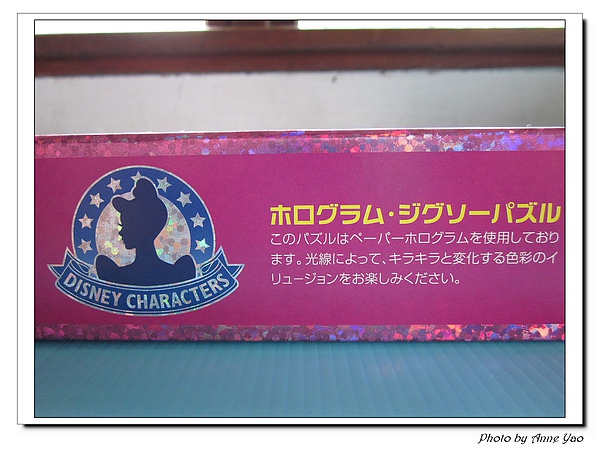 DISNEY CHARACTERS
ホログラム・ジグソーパズル
このパズルはペーパーホログラムを使用しており
ます。光線によって、キラキラと変化する色彩のイ
リュージョンをお楽しみください。
Photo by Anne Yao